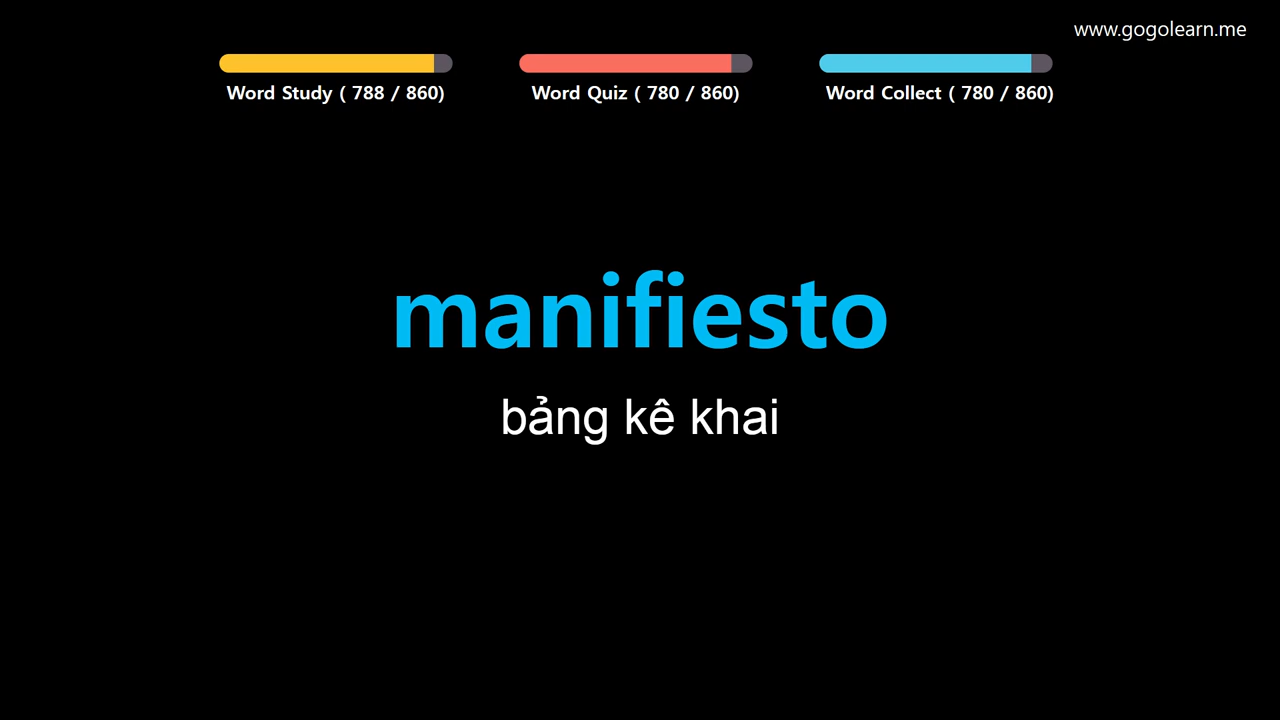 www.gogolearn.me
Word Study ( 788 / 860)
Word Quiz ( 780 / 860)
Word Collect ( 780 / 860)
manifiesto
bảng kê khai